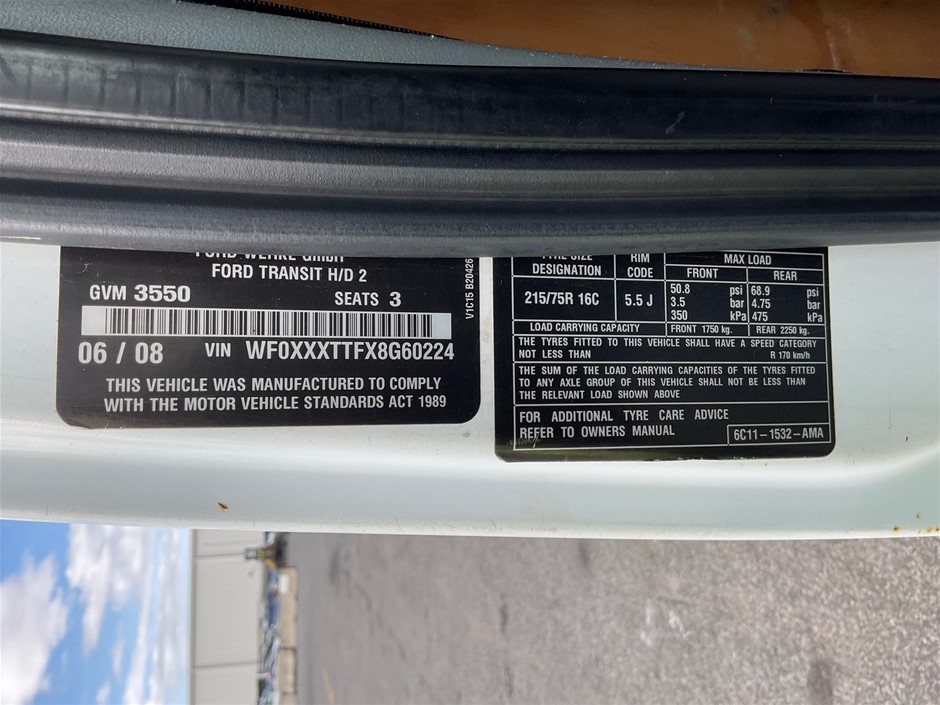 FORD WERKE GmbH
FORD TRANSIT H/D 2
GVM 3550 SEATS 3
06 / 08 VIN WF0XXXTTFX8G60224
THIS VEHICLE WAS MANUFACTURED TO COMPLY
WITH THE MOTOR VEHICLE STANDARDS ACT 1989
V1C15 B20426
TYRE SIZE RIM MAX LOAD
DESIGNATION CODE FRONT REAR
215/75R 16C 5.5 J
50.8 psi 68.9 psi
3.5 bar 4.75 bar
350 kPa 475 kPa
LOAD CARRYING CAPACITY FRONT 1750 kg. REAR 2250 kg.
THE TYRES FITTED TO THIS VEHICLE SHALL HAVE A SPEED CATEGORY
NOT LESS THAN R 170 km/h
THE SUM OF THE LOAD CARRYING CAPACITIES OF THE TYRES FITTED
TO ANY AXLE GROUP OF THIS VEHICLE SHALL NOT BE LESS THAN
THE RELEVANT LOAD SHOWN ABOVE
FOR ADDITIONAL TYRE CARE ADVICE
REFER TO OWNERS MANUAL 6C11-1532-AMA